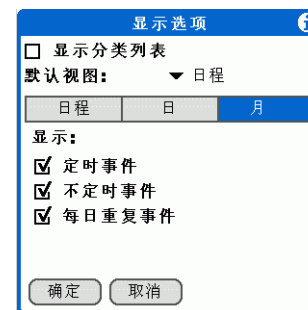 显示选项
显示分类列表
默认视图: 日程
日程 日 月
显示:
定时事件
不定时事件
每日重复事件
确定 取消